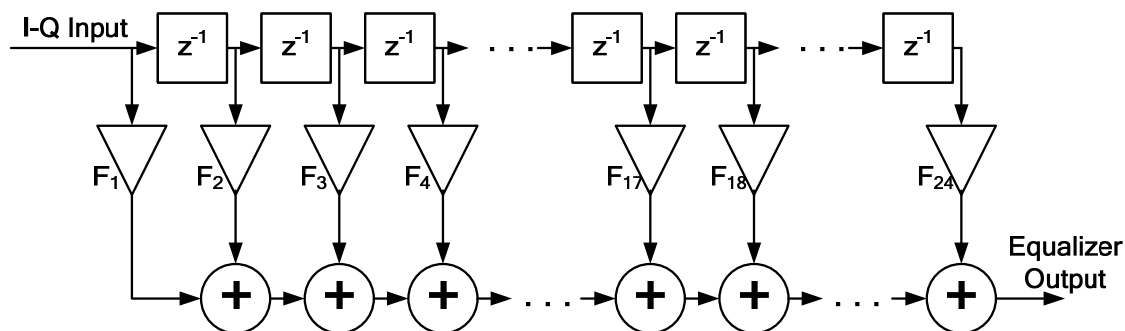 I-Q Input
z⁻¹ z⁻¹ z⁻¹ . . . z⁻¹ z⁻¹ . . . z⁻¹
F₁ F₂ F₃ F₄ F₁₇ F₁₈ F₂₄
Equalizer
Output
+ + + . . . + + . . . +